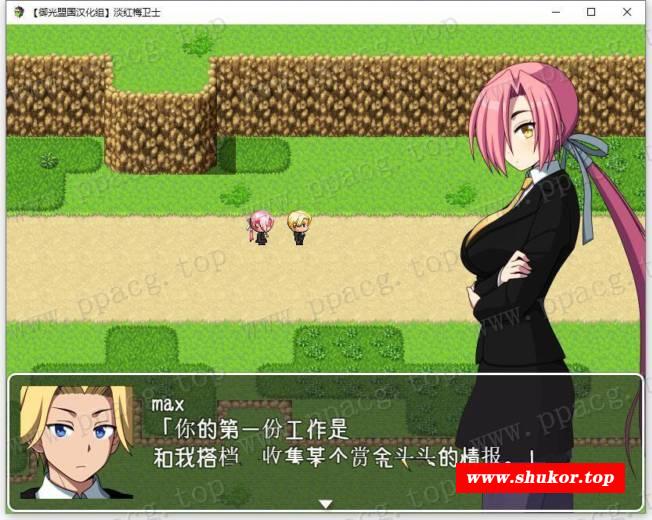 【御光盟国汉化组】淡红梅卫士
max
「你的第一份工作是
和我搭档 收集某个赏金头头的情报。」
www.shukor.top
www.ppacg.top